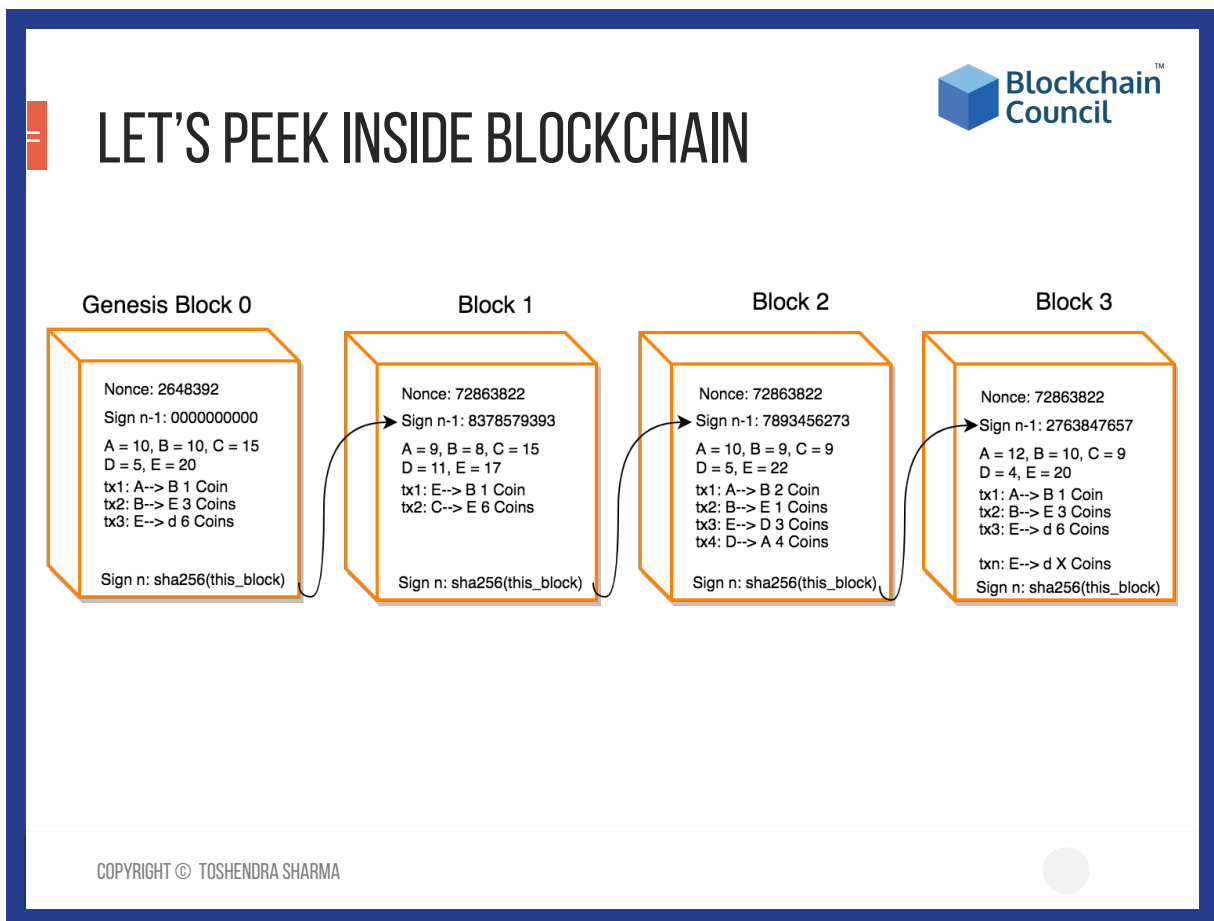 Blockchain™
Council
LET'S PEEK INSIDE BLOCKCHAIN
Genesis Block 0
Nonce: 2648392
Sign n-1: 0000000000
A = 10, B = 10, C = 15
D = 5, E = 20
tx1: A--> B 1 Coin
tx2: B--> E 3 Coins
tx3: E--> d 6 Coins
Sign n: sha256(this_block)
Block 1
Nonce: 72863822
Sign n-1: 8378579393
A = 9, B = 8, C = 15
D = 11, E = 17
tx1: E--> B 1 Coin
tx2: C--> E 6 Coins
Sign n: sha256(this_block)
Block 2
Nonce: 72863822
Sign n-1: 7893456273
A = 10, B = 9, C = 9
D = 5, E = 22
tx1: A--> B 2 Coin
tx2: B--> E 1 Coins
tx3: E--> D 3 Coins
tx4: D--> A 4 Coins
Sign n: sha256(this_block)
Block 3
Nonce: 72863822
Sign n-1: 2763847657
A = 12, B = 10, C = 9
D = 4, E = 20
tx1: A--> B 1 Coin
tx2: B--> E 3 Coins
tx3: E--> d 6 Coins
txn: E--> d X Coins
Sign n: sha256(this_block)
COPYRIGHT © TOSHENDRA SHARMA